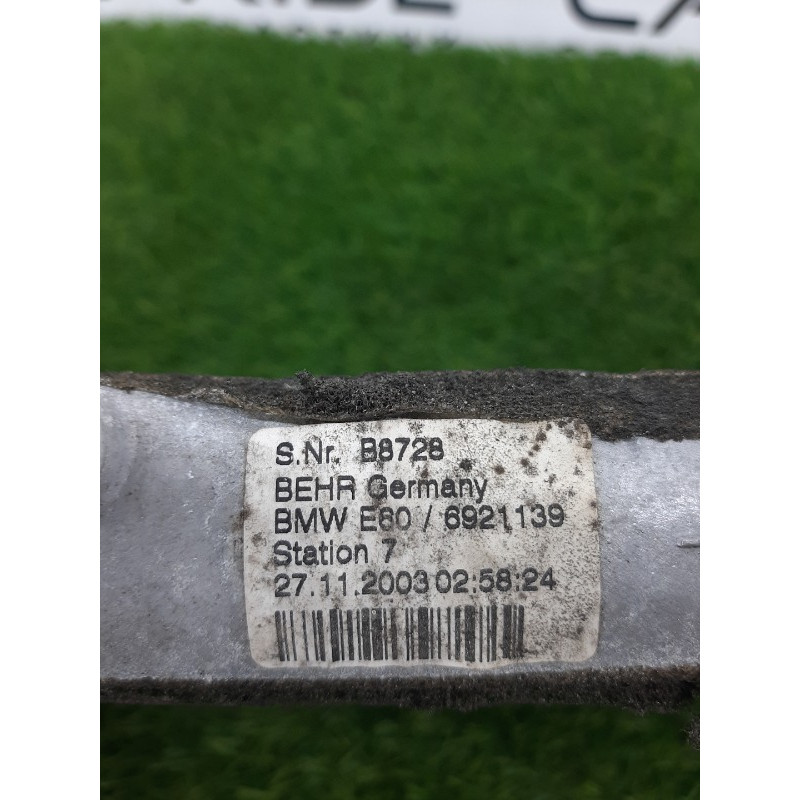 S.Nr. B8728
BEHR Germany
BMW E60 / 6921139
Station 7
27.11.2003 02:58:24